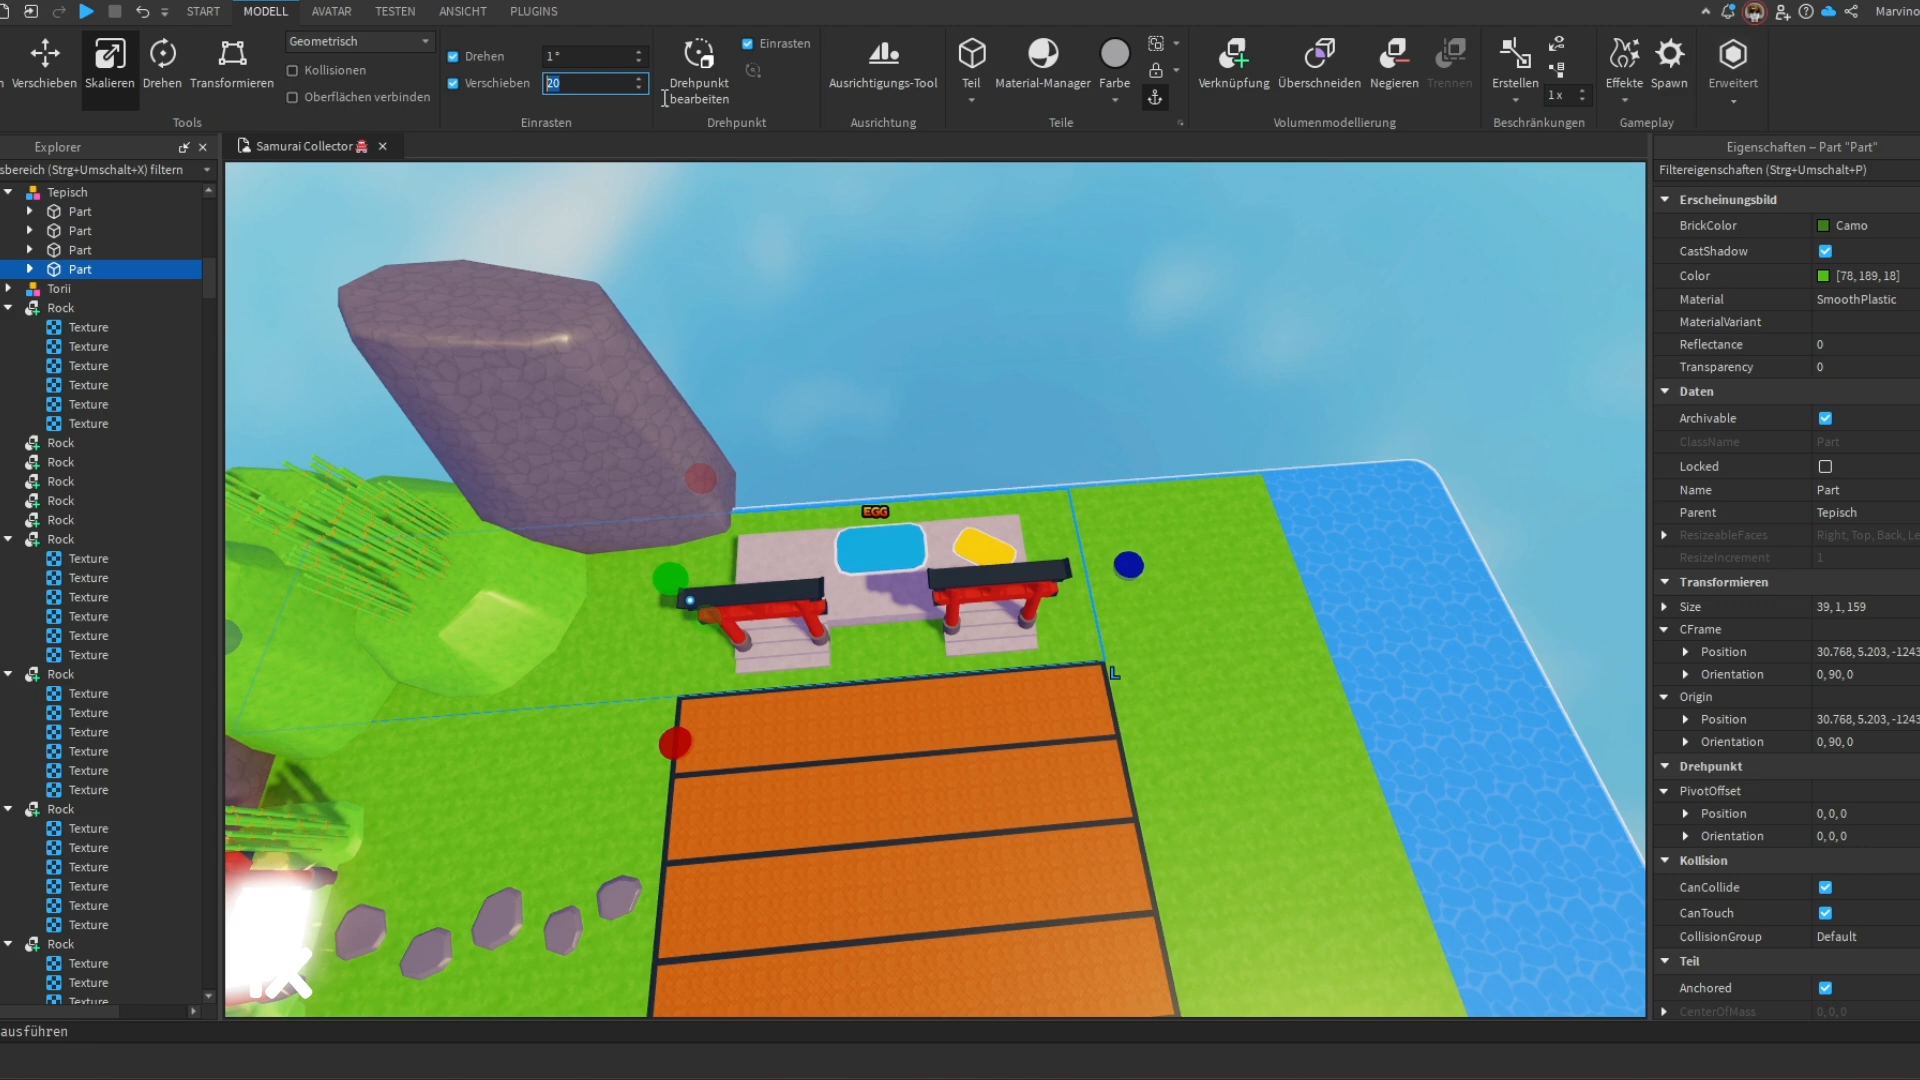 START
MODELL
AVATAR
TESTEN
ANSICHT
PLUGINS
Marvino
Verschieben
Skalieren
Drehen
Transformieren
Geometrisch
Kollisionen
Oberflächen verbinden
Tools
Drehen
1°
Verschieben
20
Einrasten
Drehpunkt bearbeiten
Einrasten
Drehpunkt
Ausrichtungs-Tool
Ausrichtung
Teil
Material-Manager
Farbe
Teile
Verknüpfung
Überschneiden
Negieren
Trennen
Volumenmodellierung
Erstellen
1x
Beschränkungen
Effekte
Spawn
Gameplay
Erweitert
Explorer
sbereich (Strg+Umschalt+X) filtern
Tepisch
Part
Part
Part
Part
Torii
Rock
Texture
Texture
Texture
Texture
Texture
Texture
Rock
Rock
Rock
Rock
Rock
Rock
Texture
Texture
Texture
Texture
Texture
Texture
Rock
Texture
Texture
Texture
Texture
Texture
Texture
Rock
Texture
Texture
Texture
Texture
Texture
Texture
Rock
Texture
Texture
Texture
ausführen
Samurai Collector
EGG
L
1X
Eigenschaften – Part "Part"
Filtereigenschaften (Strg+Umschalt+P)
Erscheinungsbild
BrickColor Camo
CastShadow
Color [78, 189, 18]
Material SmoothPlastic
MaterialVariant
Reflectance 0
Transparency 0
Daten
Archivable
ClassName Part
Locked
Name Part
Parent Tepisch
ResizeableFaces Right, Top, Back, Le
ResizeIncrement 1
Transformieren
Size 39, 1, 159
CFrame
Position 30.768, 5.203, -1243
Orientation 0, 90, 0
Origin
Position 30.768, 5.203, -1243
Orientation 0, 90, 0
Drehpunkt
PivotOffset
Position 0, 0, 0
Orientation 0, 0, 0
Kollision
CanCollide
CanTouch
CollisionGroup Default
Teil
Anchored
CenterOfMass 0, 0, 0